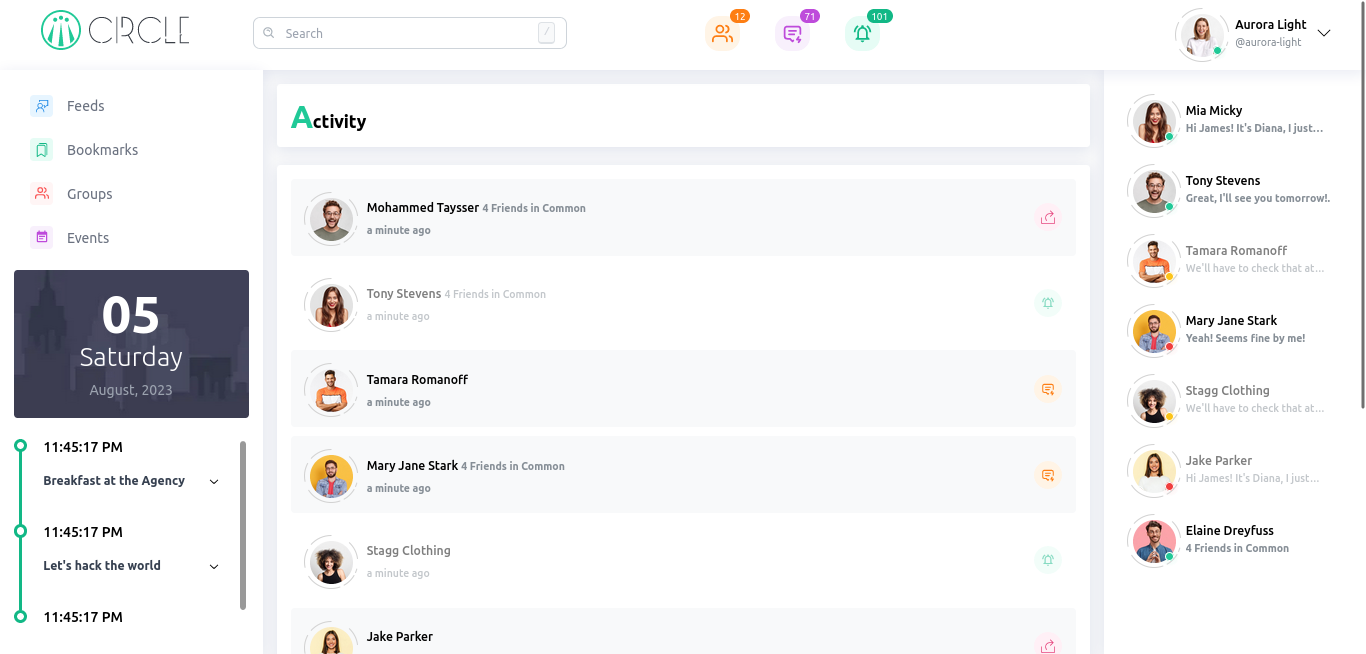 CIRCLE
Search
/
12
71
101
Aurora Light
@aurora-light
Feeds
Bookmarks
Groups
Events
05
Saturday
August, 2023
11:45:17 PM
Breakfast at the Agency
11:45:17 PM
Let's hack the world
11:45:17 PM
Activity
Mohammed Taysser 4 Friends in Common
a minute ago
Tony Stevens 4 Friends in Common
a minute ago
Tamara Romanoff
a minute ago
Mary Jane Stark 4 Friends in Common
a minute ago
Stagg Clothing
a minute ago
Jake Parker
Mia Micky
Hi James! It's Diana, I just...
Tony Stevens
Great, I'll see you tomorrow!.
Tamara Romanoff
We'll have to check that at...
Mary Jane Stark
Yeah! Seems fine by me!
Stagg Clothing
We'll have to check that at...
Jake Parker
Hi James! It's Diana, I just...
Elaine Dreyfuss
4 Friends in Common